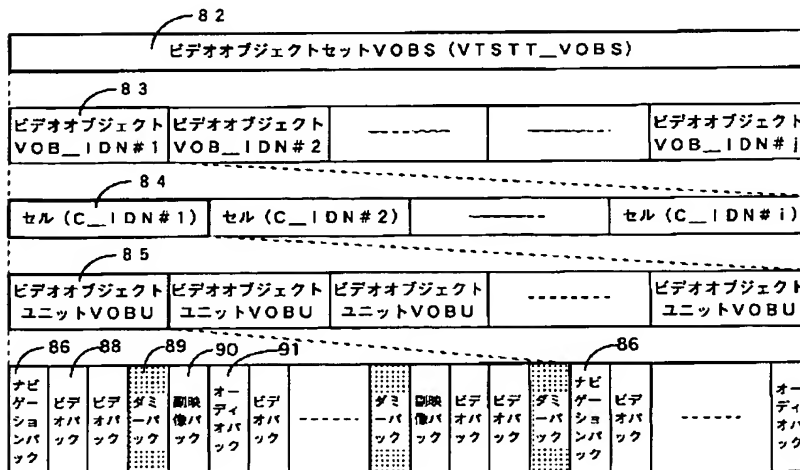 82
ビデオオブジェクトセットVOBS (VTSTT__VOBS)
83
ビデオオブジェクト
VOB__IDN#1
ビデオオブジェクト
VOB__IDN#2
ビデオオブジェクト
VOB__IDN#j
84
セル (C__IDN#1)
セル (C__IDN#2)
セル (C__IDN#i)
85
ビデオオブジェクト
ユニットVOBU
ビデオオブジェクト
ユニットVOBU
ビデオオブジェクト
ユニットVOBU
ビデオオブジェクト
ユニットVOBU
86
88
89
90
91
86
ナビゲーションパック
ビデオパック
ビデオパック
ダミーパック
副映像パック
オーディオパック
ビデオパック
ダミーパック
副映像パック
ビデオパック
ビデオパック
ダミーパック
ナビゲーションパック
ビデオパック
オーディオパック